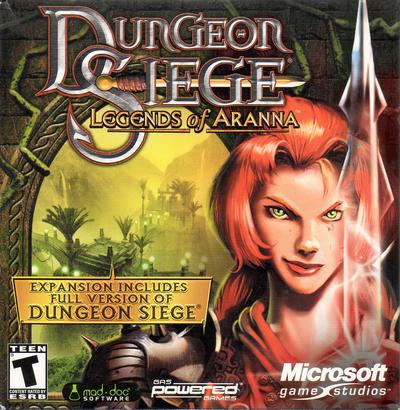 DUNGEON
SIEGE®
LEGENDS of ARANNA
EXPANSION INCLUDES
FULL VERSION OF
DUNGEON SIEGE®
TEEN
T
CONTENT RATED BY
ESRB
mad•doc
SOFTWARE
GAS
powered
GAMES
Microsoft
game studios